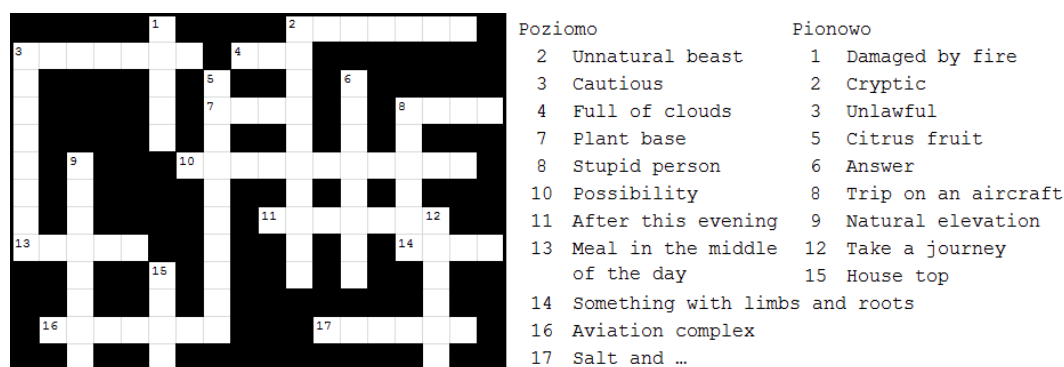 1
2
3
4
5
6
7
8
9
10
11
12
13
14
15
16
17
Poziomo
2 Unnatural beast
3 Cautious
4 Full of clouds
7 Plant base
8 Stupid person
10 Possibility
11 After this evening
13 Meal in the middle
of the day
14 Something with limbs and roots
16 Aviation complex
17 Salt and …
Pionowo
1 Damaged by fire
2 Cryptic
3 Unlawful
5 Citrus fruit
6 Answer
8 Trip on an aircraft
9 Natural elevation
12 Take a journey
15 House top